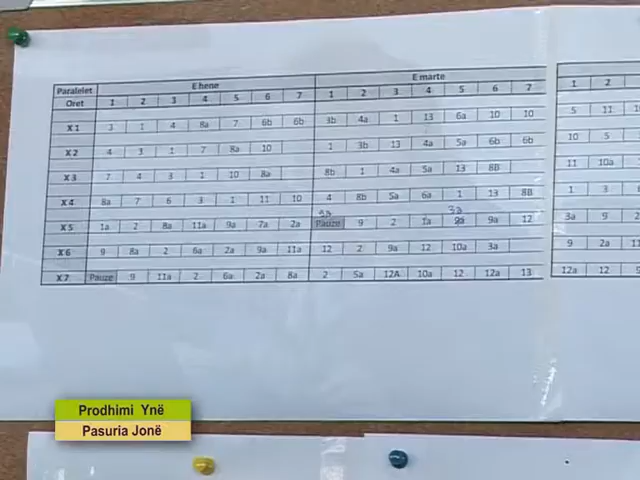 Paralelet E hene E marte
Oret 1 2 3 4 5 6 7 1 2 3 4 5 6 7 1 2
X 1 3 1 4 8a 7 6b 6b 3b 4a 1 13 6a 10 10 5 11
X 2 4 3 1 7 8a 10 1 3b 13 4a 5a 6b 6b 10 5
X 3 7 4 3 1 10 8a 8b 1 4a 5a 13 8B 11 10a
X 4 8a 7 6 3 1 11 10 4 8b 5a 6a 1 13 8B 1 3
3a 3a
X 5 1a 2 8a 11a 9a 7a 2a Pauze 9 2 1a 9a 12 3a 9
X 6 9 8a 2 6a 2a 9a 11a 12 2 9a 12 10a 3a 9 2a
X 7 Pauze 9 11a 2 6a 2a 8a 2 5a 12A 10a 12 12a 13 12a 12
Prodhimi Ynë
Pasuria Jonë